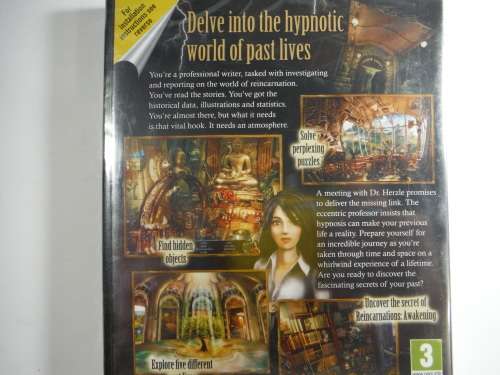 For
installation
instructions see
reverse
Delve into the hypnotic
world of past lives
You're a professional writer, tasked with investigating
and reporting on the world of reincarnation.
You've read the stories. You've got the
historical data, illustrations and statistics.
You're almost there, but what it needs
is that vital hook. It needs an atmosphere.
Solve
perplexing
puzzles
A meeting with Dr. Herzle promises
to deliver the missing link. The
eccentric professor insists that
hypnosis can make your previous
life a reality. Prepare yourself for
an incredible journey as you're
taken through time and space on a
whirlwind experience of a lifetime.
Are you ready to discover the
fascinating secrets of your past?
Find hidden
objects
Uncover the secret of
Reincarnations: Awakening
Explore five different
3